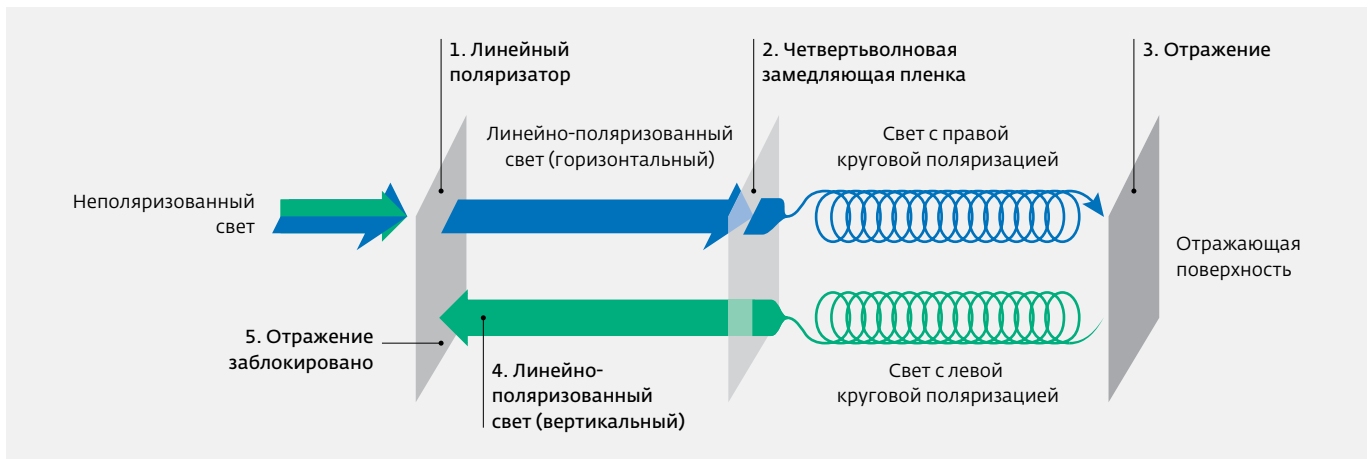 1. Линейный
поляризатор
2. Четвертьволновая
замедляющая пленка
3. Отражение
Линейно-поляризованный
свет (горизонтальный)
Свет с правой
круговой поляризацией
Неполяризованный
свет
Отражающая
поверхность
5. Отражение
заблокировано
4. Линейно-
поляризованный
свет (вертикальный)
Свет с левой
круговой поляризацией